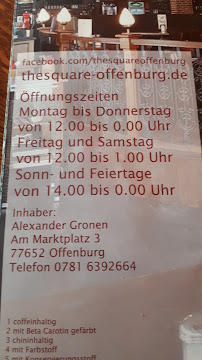 facebook.com/thesquareoffenburg
thesquare-offenburg.de
Öffnungszeiten
Montag bis Donnerstag
von 12.00 bis 0.00 Uhr
Freitag und Samstag
von 12.00 bis 1.00 Uhr
Sonn- und Feiertage
von 14.00 bis 0.00 Uhr
Inhaber:
Alexander Gronen
Am Marktplatz 3
77652 Offenburg
Telefon 0781 6392664
1 coffeinhaltig
2 mit Beta Carotin gefärbt
3 chininhaltig
4 mit Farbstoff
5 mit Konservierungsstoff